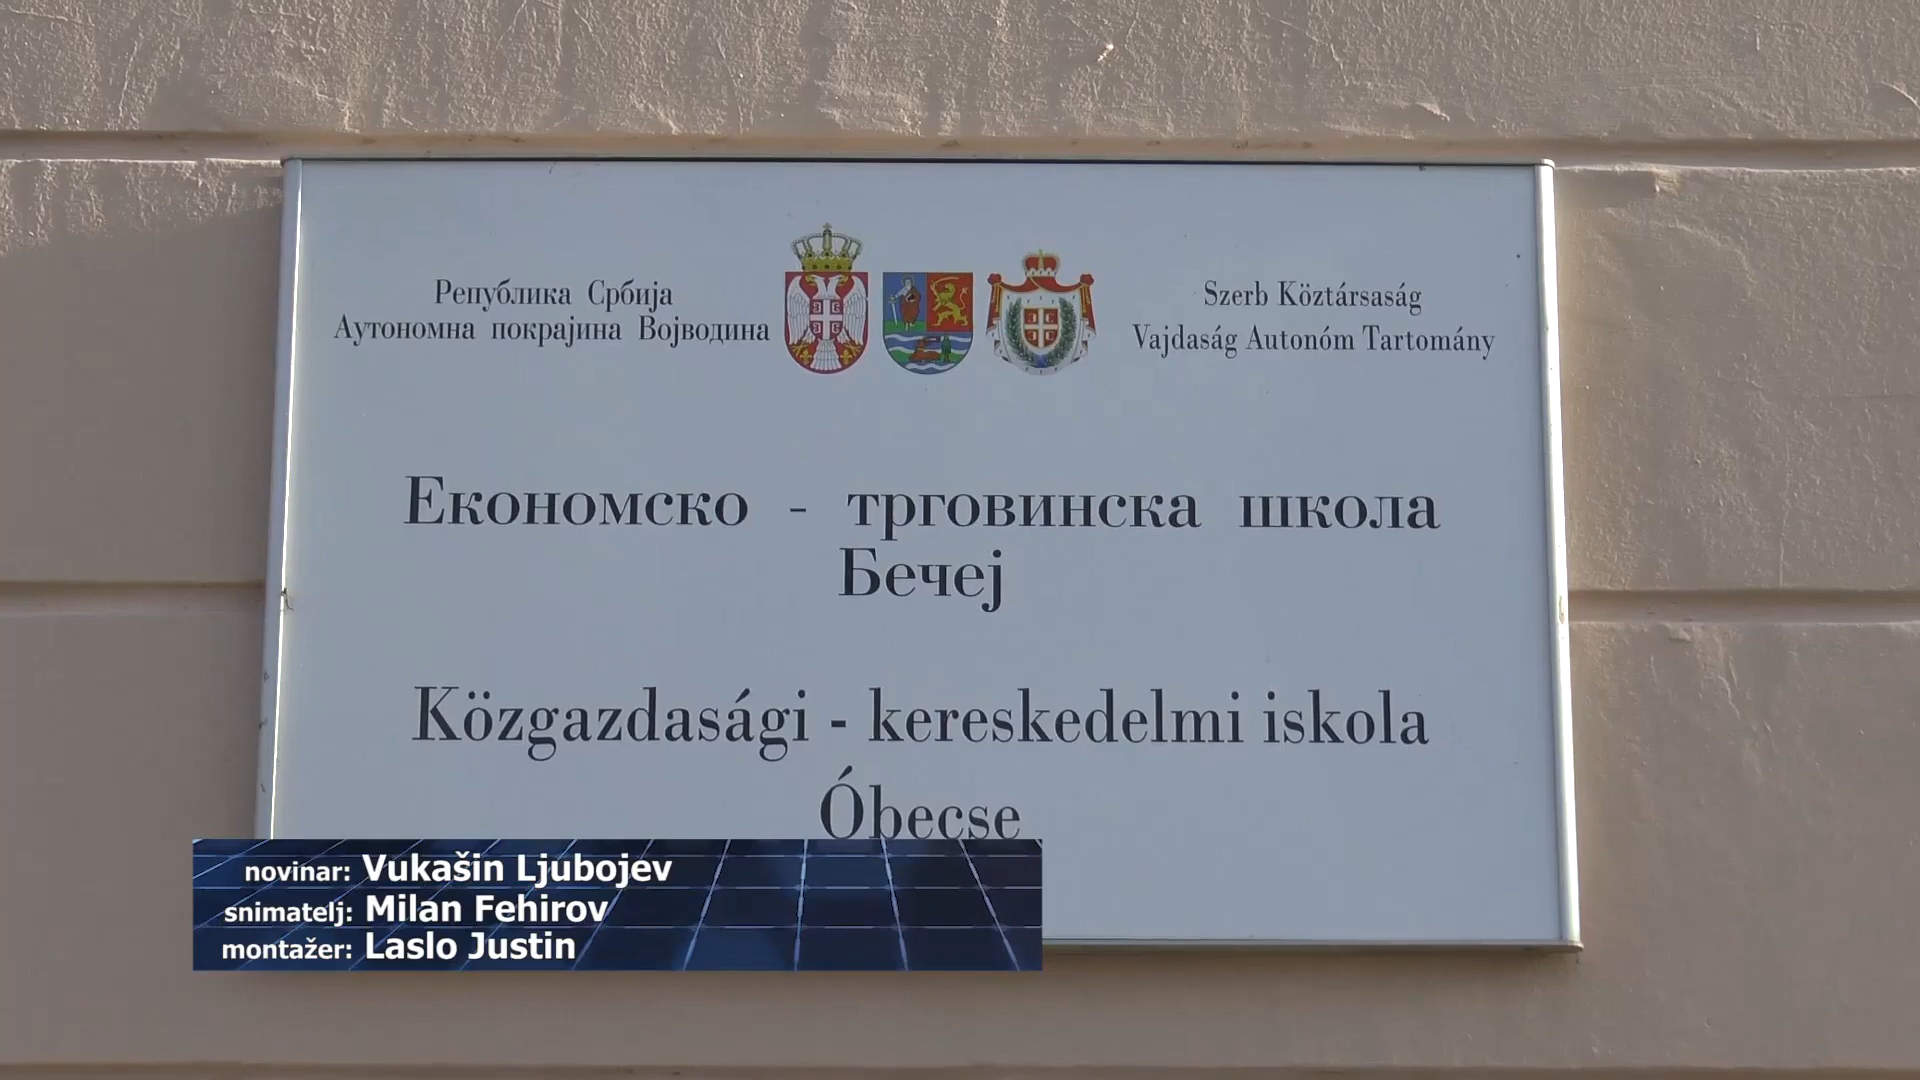 Република Србија
Аутономна покрајина Војводина
Szerb Köztársaság
Vajdaság Autonóm Tartomány
Економско - трговинска школа
Бечеј
Közgazdasági - kereskedelmi iskola
Óbecse
novinar: Vukašin Ljubojev
snimatelj: Milan Fehirov
montažer: Laslo Justin